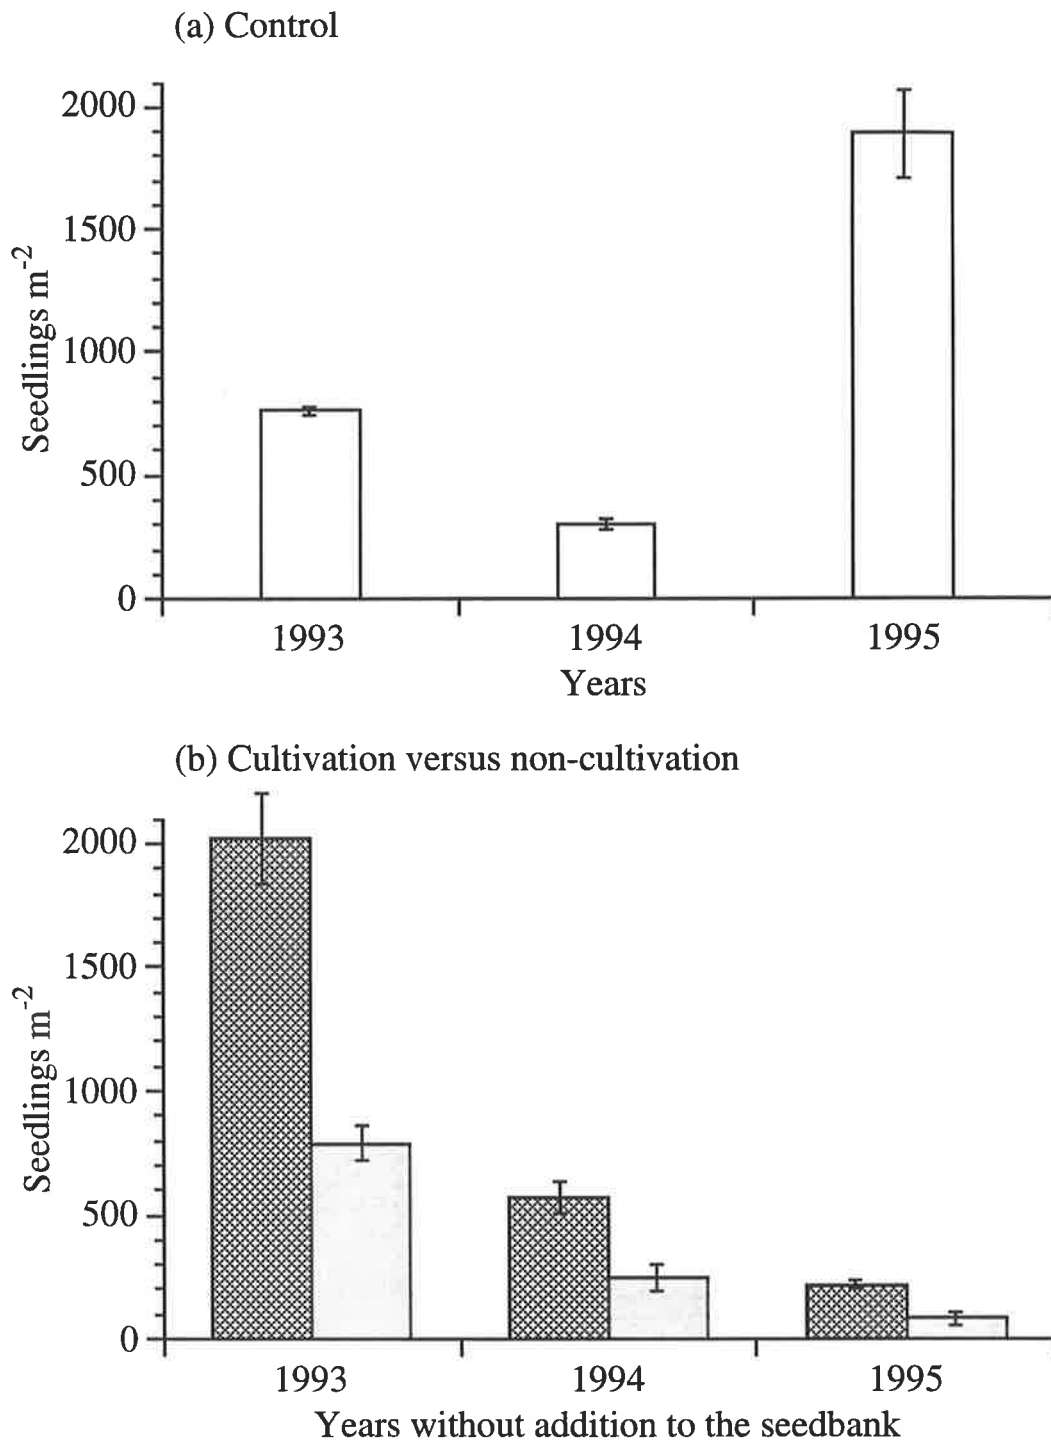 (a) Control
2000
1500
1000
500
0
Seedlings m-2
1993 1994 1995
Years
(b) Cultivation versus non-cultivation
2000
1500
1000
500
0
Seedlings m-2
1993 1994 1995
Years without addition to the seedbank